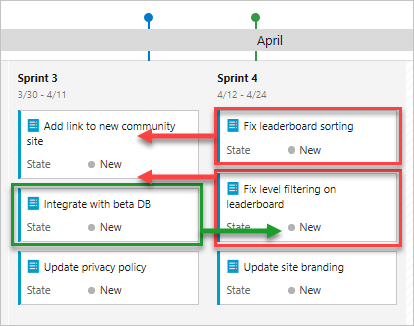 April
Sprint 3
3/30 - 4/11
Add link to new community
site
State New
Integrate with beta DB
State New
Update privacy policy
State New
Sprint 4
4/12 - 4/24
Fix leaderboard sorting
State New
Fix level filtering on
leaderboard
State New
Update site branding
State New